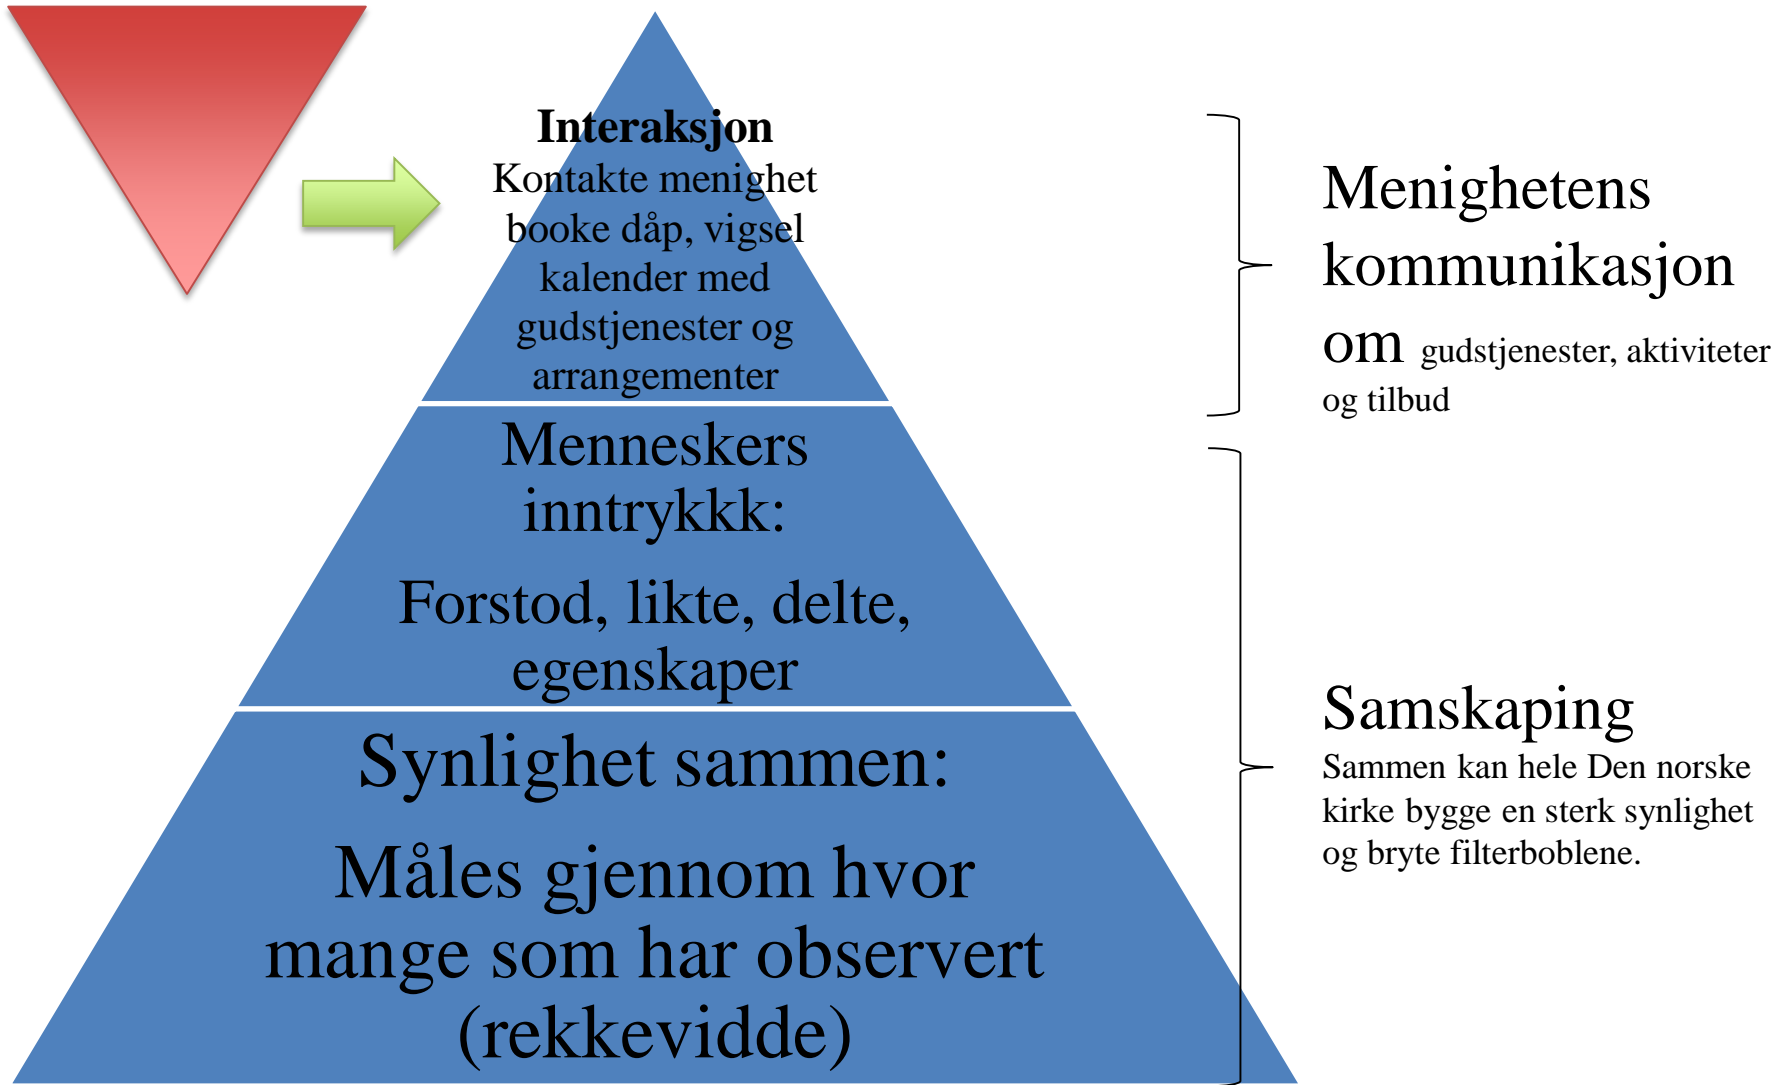 Interaksjon
Kontakte menighet
booke dåp, vigsel
kalender med
gudstjenester og
arrangementer
Menneskers
inntrykkk:
Forstod, likte, delte,
egenskaper
Synlighet sammen:
Måles gjennom hvor
mange som har observert
(rekkevidde)
Menighetens
kommunikasjon
om gudstjenester, aktiviteter
og tilbud
Samskaping
Sammen kan hele Den norske
kirke bygge en sterk synlighet
og bryte filterboblene.